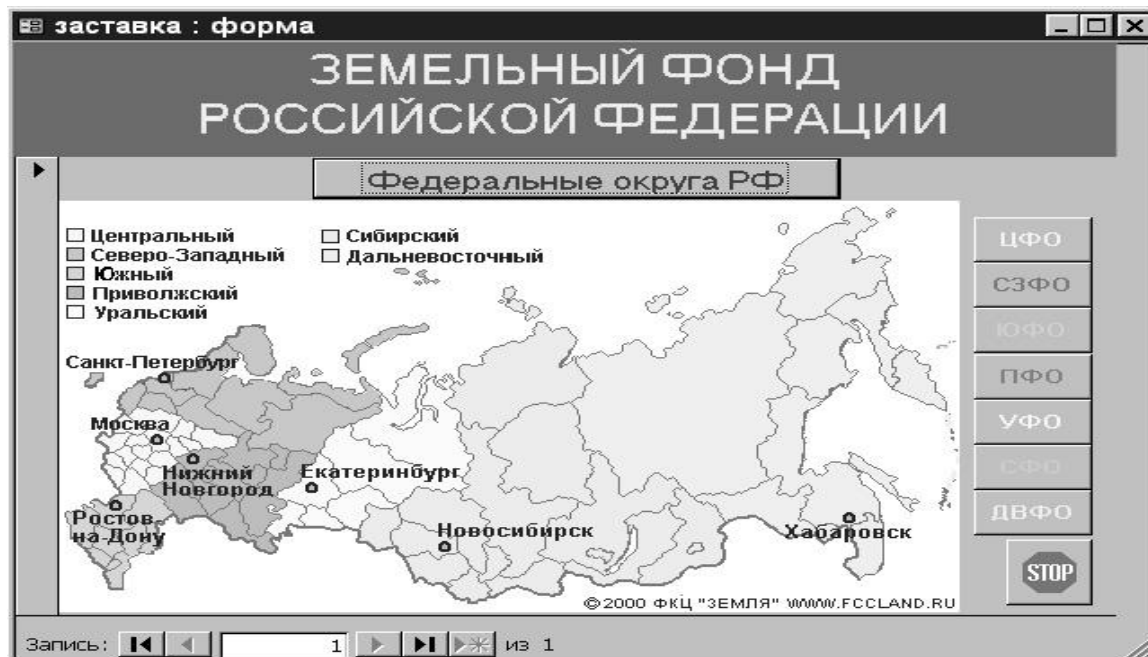 заставка : форма
ЗЕМЕЛЬНЫЙ ФОНД
РОССИЙСКОЙ ФЕДЕРАЦИИ
Федеральные округа РФ
Центральный
Северо-Западный
Южный
Приволжский
Уральский
Сибирский
Дальневосточный
Санкт-Петербург
Москва
Нижний
Новгород
Екатеринбург
Ростов
на-Дону
Новосибирск
Хабаровск
©2000 ФКЦ "ЗЕМЛЯ" WWW.FCCLAND.RU
ЦФО
СЗФО
ЮФО
ПФО
УФО
СФО
ДВФО
STOP
Запись: 1 из 1